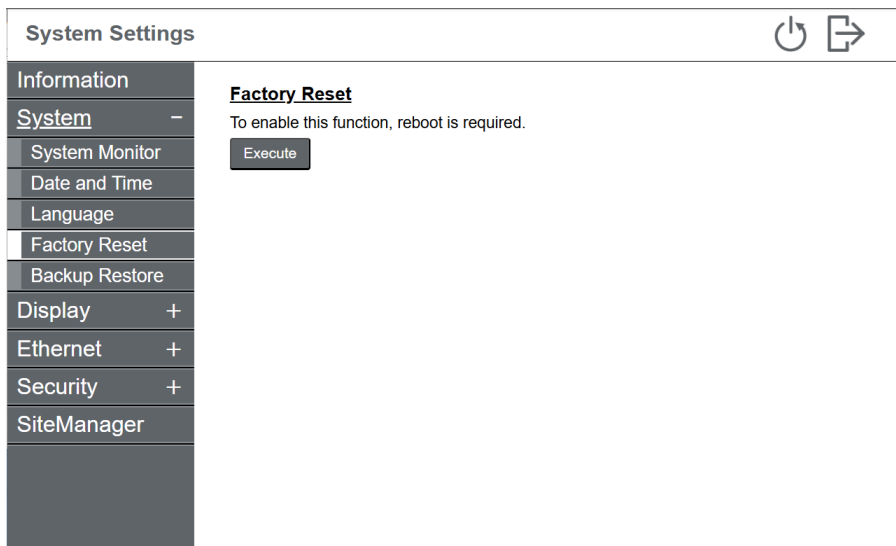 System Settings
Information
System −
System Monitor
Date and Time
Language
Factory Reset
Backup Restore
Display +
Ethernet +
Security +
SiteManager
Factory Reset
To enable this function, reboot is required.
Execute